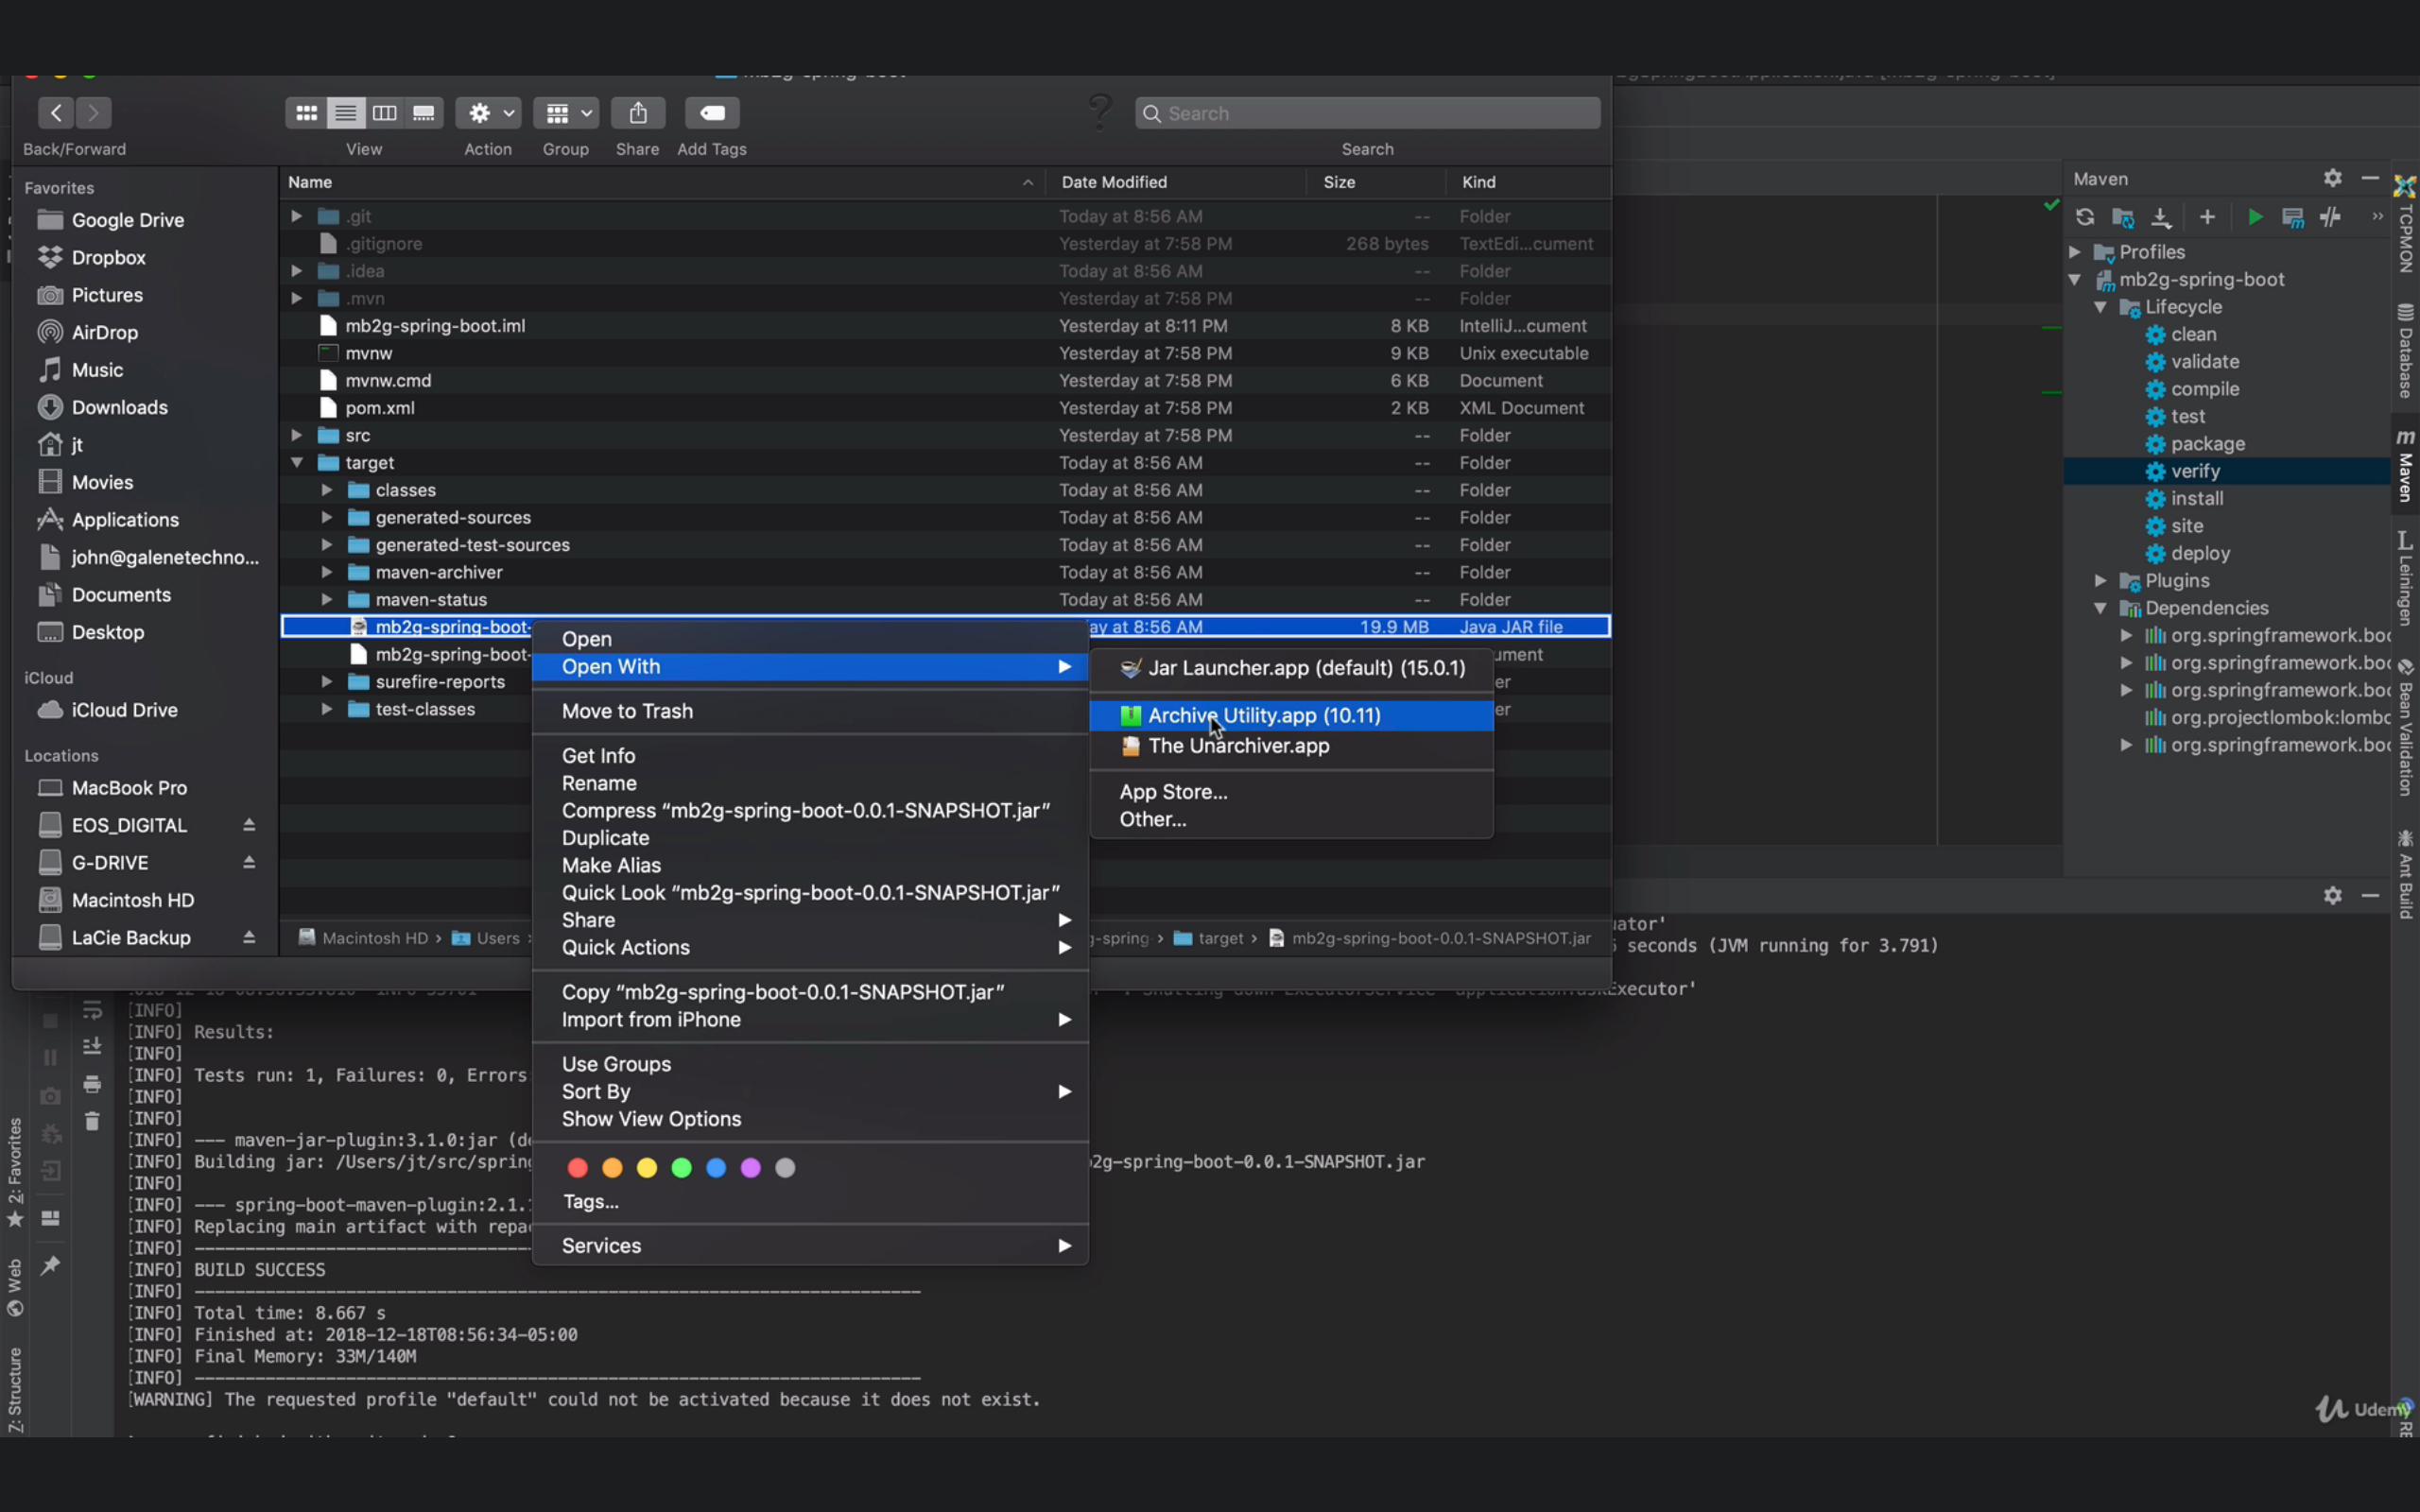 Back/Forward
View
Action
Group
Share
Add Tags
Search
Search
Favorites
Google Drive
Dropbox
Pictures
AirDrop
Music
Downloads
jt
Movies
Applications
john@galenetechno...
Documents
Desktop
iCloud
iCloud Drive
Locations
MacBook Pro
EOS_DIGITAL
G-DRIVE
Macintosh HD
LaCie Backup
Name Date Modified Size Kind
.git Today at 8:56 AM -- Folder
.gitignore Yesterday at 7:58 PM 268 bytes TextEdi...cument
.idea Today at 8:56 AM -- Folder
.mvn Yesterday at 7:58 PM -- Folder
mb2g-spring-boot.iml Yesterday at 8:11 PM 8 KB IntelliJ...cument
mvnw Yesterday at 7:58 PM 9 KB Unix executable
mvnw.cmd Yesterday at 7:58 PM 6 KB Document
pom.xml Yesterday at 7:58 PM 2 KB XML Document
src Yesterday at 7:58 PM -- Folder
target Today at 8:56 AM -- Folder
classes Today at 8:56 AM -- Folder
generated-sources Today at 8:56 AM -- Folder
generated-test-sources Today at 8:56 AM -- Folder
maven-archiver Today at 8:56 AM -- Folder
maven-status Today at 8:56 AM -- Folder
mb2g-spring-boot- ay at 8:56 AM 19.9 MB Java JAR file
mb2g-spring-boot- ument
surefire-reports er
test-classes er
Macintosh HD › Users › g-spring › target › mb2g-spring-boot-0.0.1-SNAPSHOT.jar
Open
Open With
Move to Trash
Get Info
Rename
Compress “mb2g-spring-boot-0.0.1-SNAPSHOT.jar”
Duplicate
Make Alias
Quick Look “mb2g-spring-boot-0.0.1-SNAPSHOT.jar”
Share
Quick Actions
Copy “mb2g-spring-boot-0.0.1-SNAPSHOT.jar”
Import from iPhone
Use Groups
Sort By
Show View Options
Tags...
Services
Jar Launcher.app (default) (15.0.1)
Archive Utility.app (10.11)
The Unarchiver.app
App Store...
Other...
Maven
Profiles
mb2g-spring-boot
Lifecycle
clean
validate
compile
test
package
verify
install
site
deploy
Plugins
Dependencies
org.springframework.boo
org.springframework.boo
org.springframework.boo
org.projectlombok:lombo
org.springframework.boo
TCPMON
Database
Maven
Leiningen
Bean Validation
Ant Build
ator'
seconds (JVM running for 3.791)
[INFO]
[INFO] Results:
[INFO]
[INFO] Tests run: 1, Failures: 0, Errors
[INFO]
[INFO]
[INFO] --- maven-jar-plugin:3.1.0:jar (de
[INFO] Building jar: /Users/jt/src/spring 2g-spring-boot-0.0.1-SNAPSHOT.jar
[INFO]
[INFO] --- spring-boot-maven-plugin:2.1.
[INFO] Replacing main artifact with repa
[INFO] ------------------------------------------------------------------------
[INFO] BUILD SUCCESS
[INFO] ------------------------------------------------------------------------
[INFO] Total time: 8.667 s
[INFO] Finished at: 2018-12-18T08:56:34-05:00
[INFO] Final Memory: 33M/140M
[INFO] ------------------------------------------------------------------------
[WARNING] The requested profile "default" could not be activated because it does not exist.
2: Favorites
Web
Z: Structure
Udemy